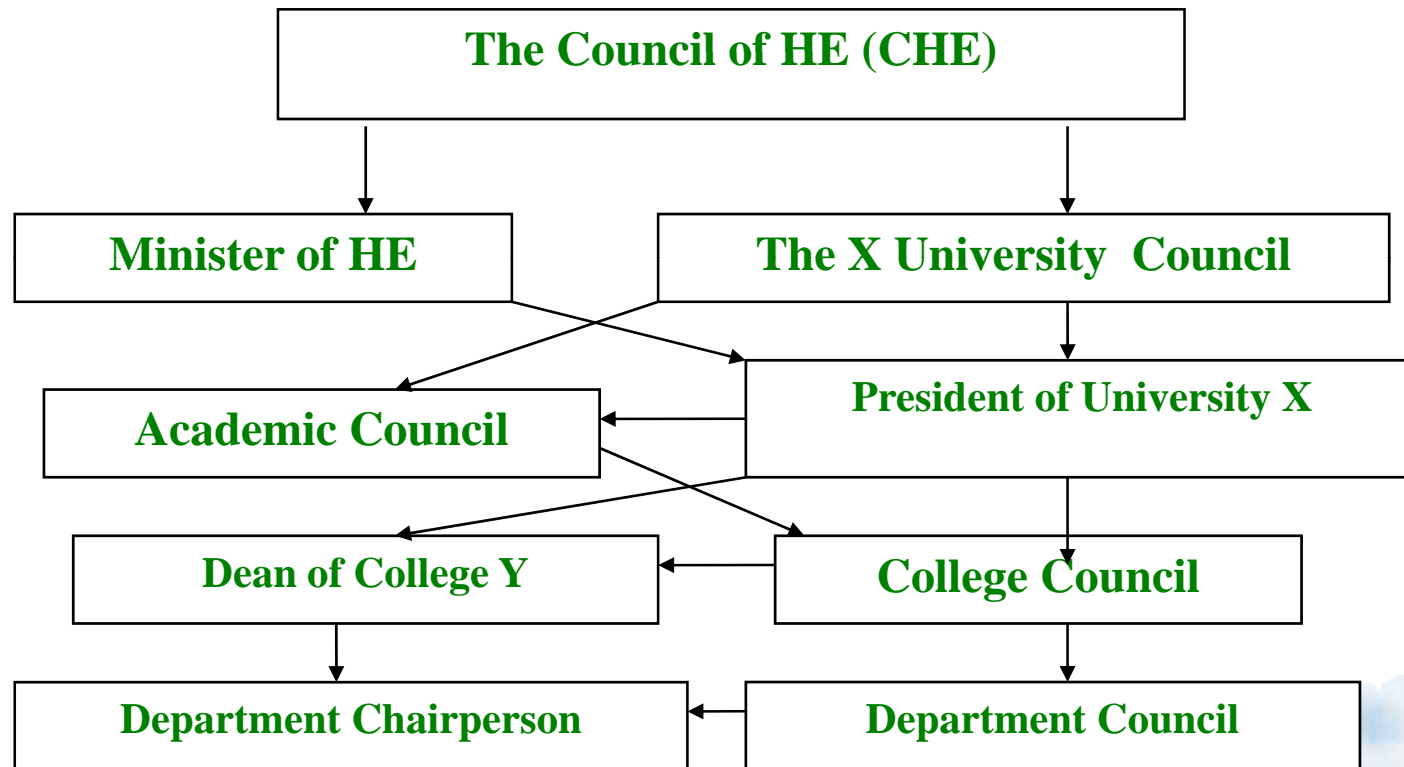 The Council of HE (CHE)
Minister of HE
The X University Council
President of University X
Academic Council
Dean of College Y
College Council
Department Chairperson
Department Council